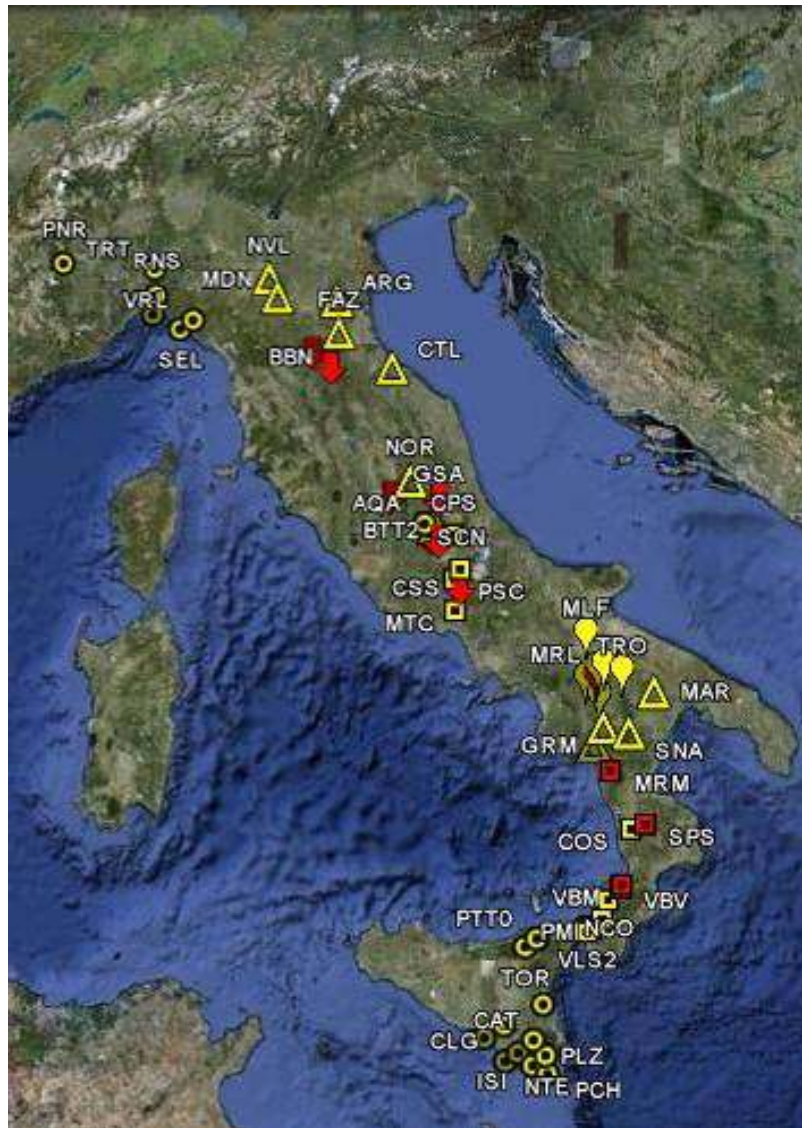 PNR
TRT
RNS
NVL
MDN
ARG
FAZ
VRL
SEL
BBN
CTL
NOR
GSA
AQA
CPS
BTT2
SCN
CSS
PSC
MTC
MLF
MRL
TRO
MAR
GRM
SNA
MRM
COS
SPS
VBM
VBV
PTT0
PMI
NCO
VLS2
TOR
CAT
CLG
PLZ
ISI
NTE
PCH